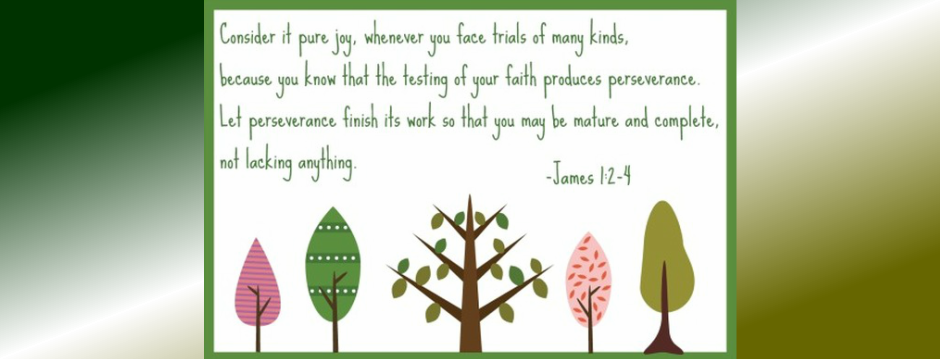 Consider it pure joy, whenever you face trials of many kinds,
because you know that the testing of your faith produces perseverance.
Let perseverance finish its work so that you may be mature and complete,
not lacking anything.
-James 1:2-4